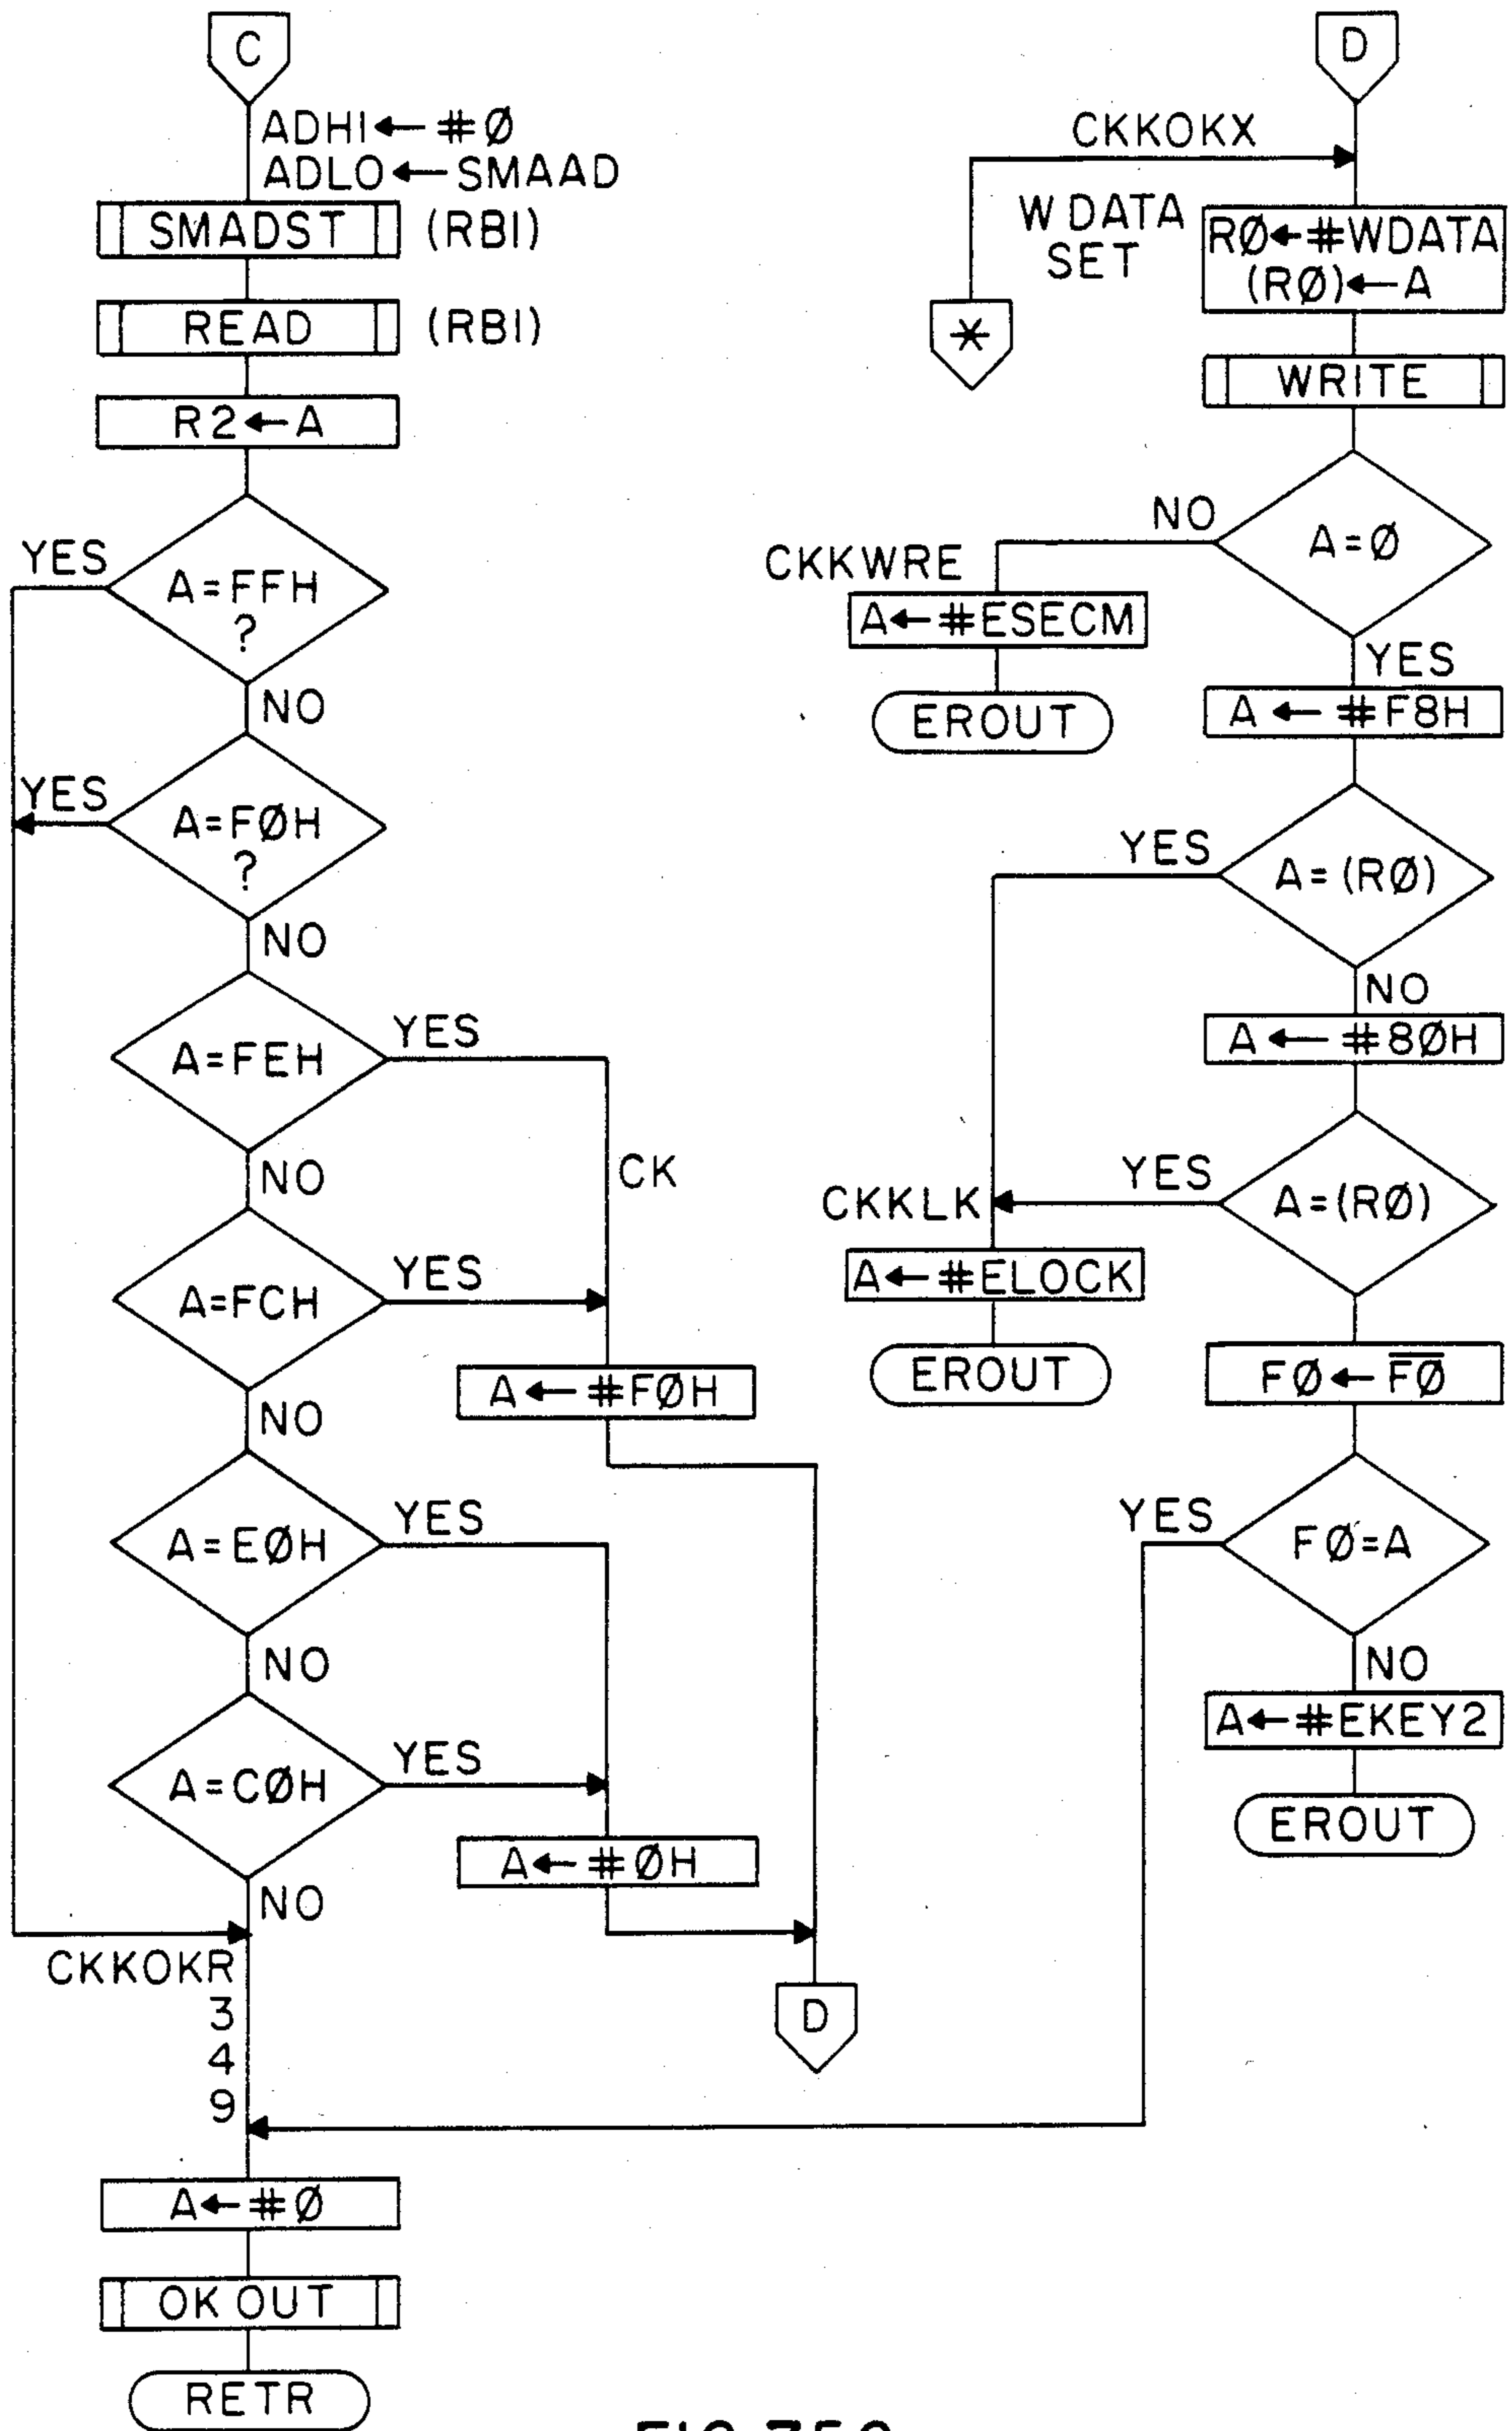 C
ADHI←#Ø
ADLO←SMAAD
SMADST (RBI)
READ (RBI)
R2←A
YES
A=FFH
?
NO
YES
A=FØH
?
NO
A=FEH
YES
CK
NO
A=FCH
YES
A←#FØH
NO
A=EØH
YES
NO
A=CØH
YES
A←#ØH
NO
CKKOKR
3
4
9
D
A←#Ø
OK OUT
RETR
D
CKKOKX
W DATA
SET
*
RØ←#WDATA
(RØ)←A
WRITE
NO
A=Ø
CKKWRE
A←#ESECM
EROUT
YES
A←#F8H
YES
A=(RØ)
NO
A←#8ØH
YES
A=(RØ)
CKKLK
A←#ELOCK
EROUT
FØ←F̅Ø̅
YES
FØ=A
NO
A←#EKEY2
EROUT